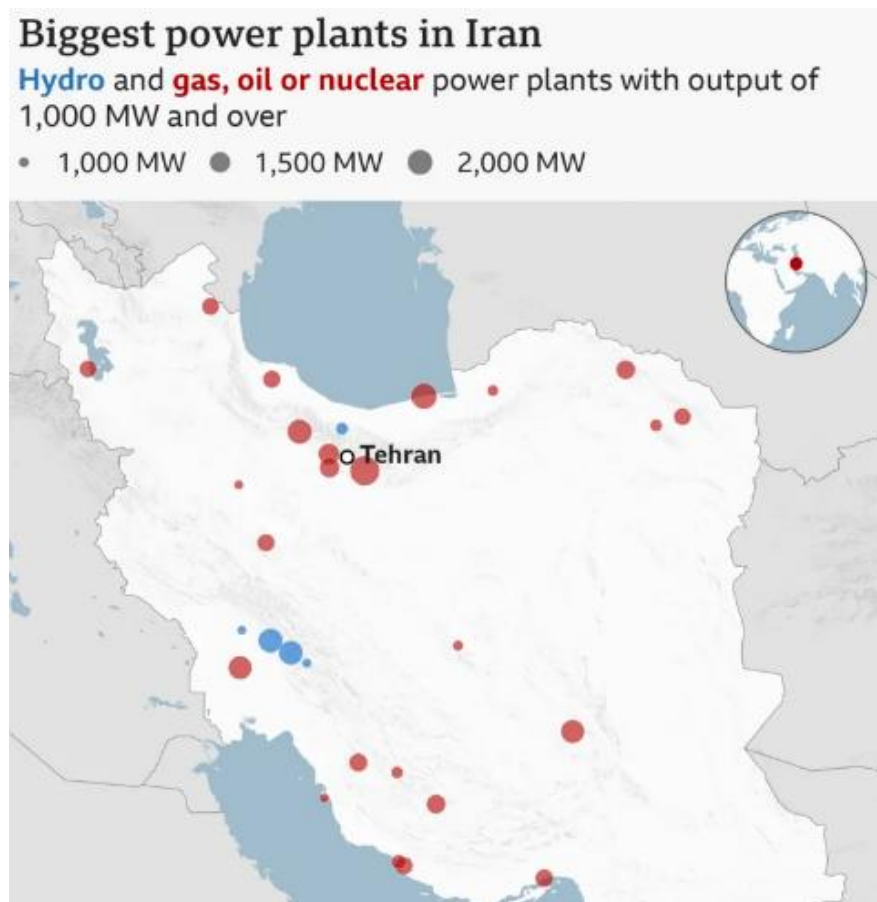 Biggest power plants in Iran
Hydro and gas, oil or nuclear power plants with output of
1,000 MW and over
1,000 MW 1,500 MW 2,000 MW
Tehran